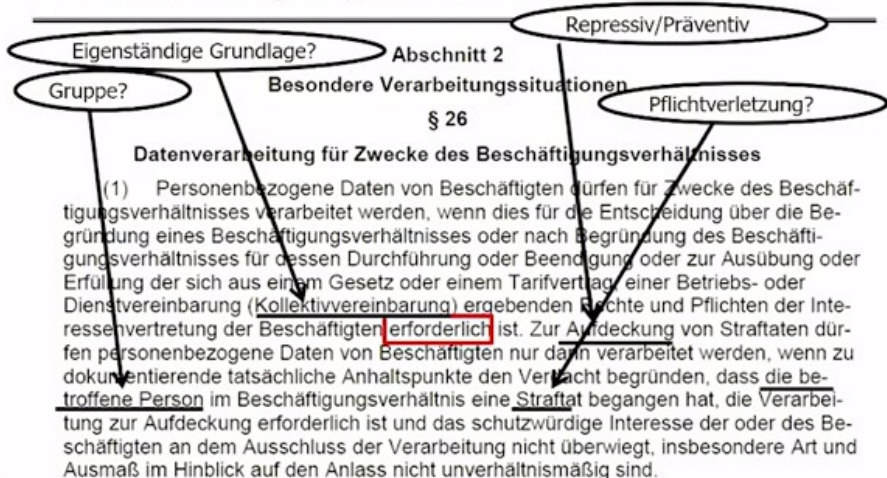 Repressiv/Präventiv
Eigenständige Grundlage?
Abschnitt 2
Gruppe?
Besondere Verarbeitungssituationen
Pflichtverletzung?
§ 26
Datenverarbeitung für Zwecke des Beschäftigungsverhältnisses
(1) Personenbezogene Daten von Beschäftigten dürfen für Zwecke des Beschäf-
tigungsverhältnisses verarbeitet werden, wenn dies für die Entscheidung über die Be-
gründung eines Beschäftigungsverhältnisses oder nach Begründung des Beschäfti-
gungsverhältnisses für dessen Durchführung oder Beendigung oder zur Ausübung oder
Erfüllung der sich aus einem Gesetz oder einem Tarifvertrag, einer Betriebs- oder
Dienstvereinbarung (Kollektivvereinbarung) ergebenden Rechte und Pflichten der Inte-
ressenvertretung der Beschäftigten erforderlich ist. Zur Aufdeckung von Straftaten dür-
fen personenbezogene Daten von Beschäftigten nur dann verarbeitet werden, wenn zu
dokumentierende tatsächliche Anhaltspunkte den Verdacht begründen, dass die be-
troffene Person im Beschäftigungsverhältnis eine Straftat begangen hat, die Verarbei-
tung zur Aufdeckung erforderlich ist und das schutzwürdige Interesse der oder des Be-
schäftigten an dem Ausschluss der Verarbeitung nicht überwiegt, insbesondere Art und
Ausmaß im Hinblick auf den Anlass nicht unverhältnismäßig sind.